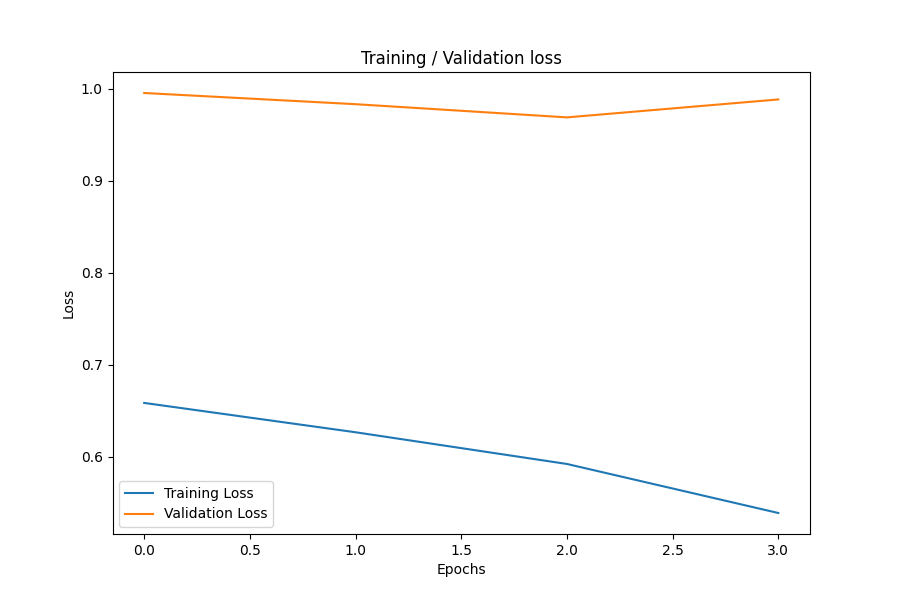 Training / Validation loss
1.0
0.9
0.8
0.7
0.6
Loss
Training Loss
Validation Loss
0.0 0.5 1.0 1.5 2.0 2.5 3.0
Epochs